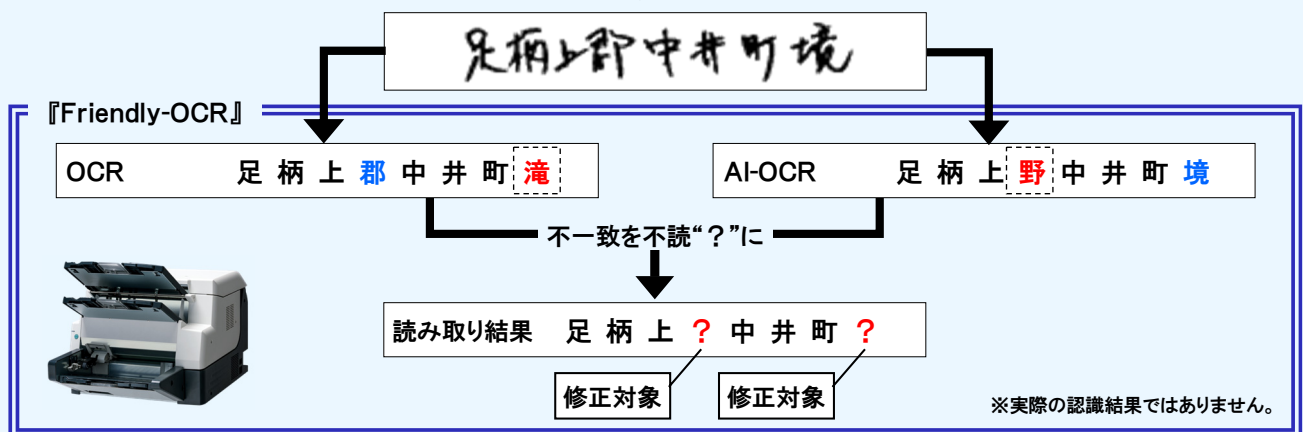 足柄上郡中井町境
『Friendly-OCR』
OCR 足柄上郡中井町滝
AI-OCR 足柄上野中井町境
不一致を不読“？”に
読み取り結果 足柄上？中井町？
修正対象 修正対象
※実際の認識結果ではありません。